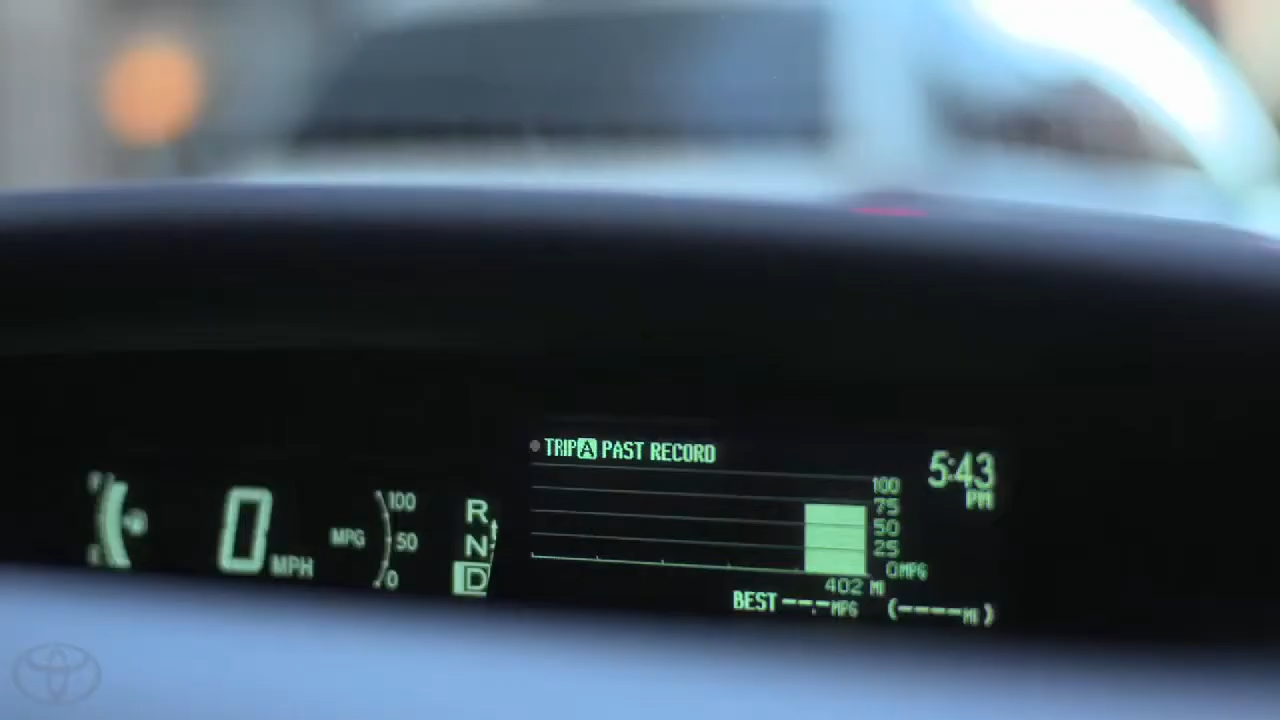 TRIP A PAST RECORD
5:43
PM
100
75
50
25
0MPG
402 MI
BEST --.-MPG (----MI)
F
E
0 MPH
MPG
100
50
0
R
N
D